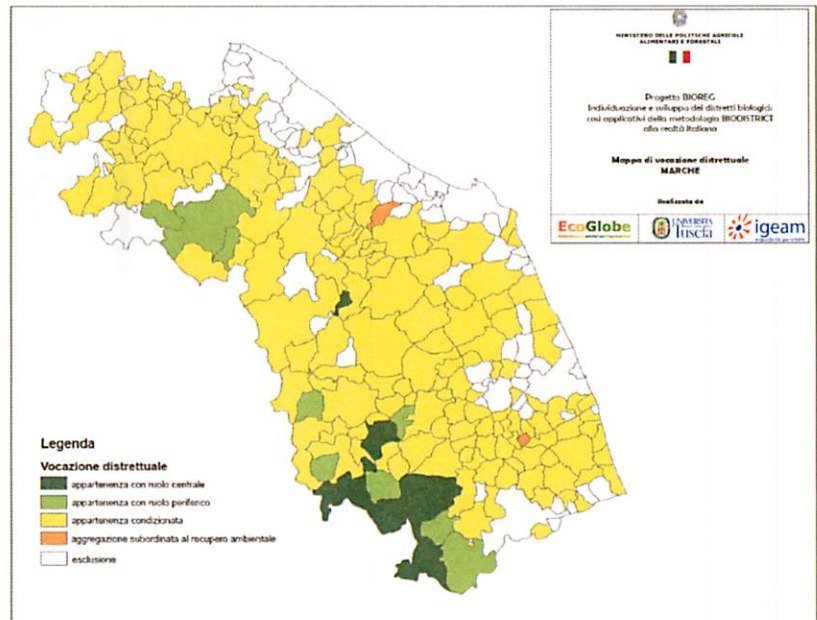 MINISTERO DELLE POLITICHE AGRICOLE
ALIMENTARI E FORESTALI
Progetto BIOREG
Individuazione e sviluppo dei distretti biologici:
casi applicativi della metodologia BIODISTRICT
alla realtà italiana
Mappa di vocazione distrettuale
MARCHE
Realizzata da
EcoGlobe
UNIVERSITÀ
Tuscia
igeam
Legenda
Vocazione distrettuale
appartenenza con ruolo centrale
appartenenza con ruolo periferico
appartenenza condizionata
aggregazione subordinata al recupero ambientale
esclusione